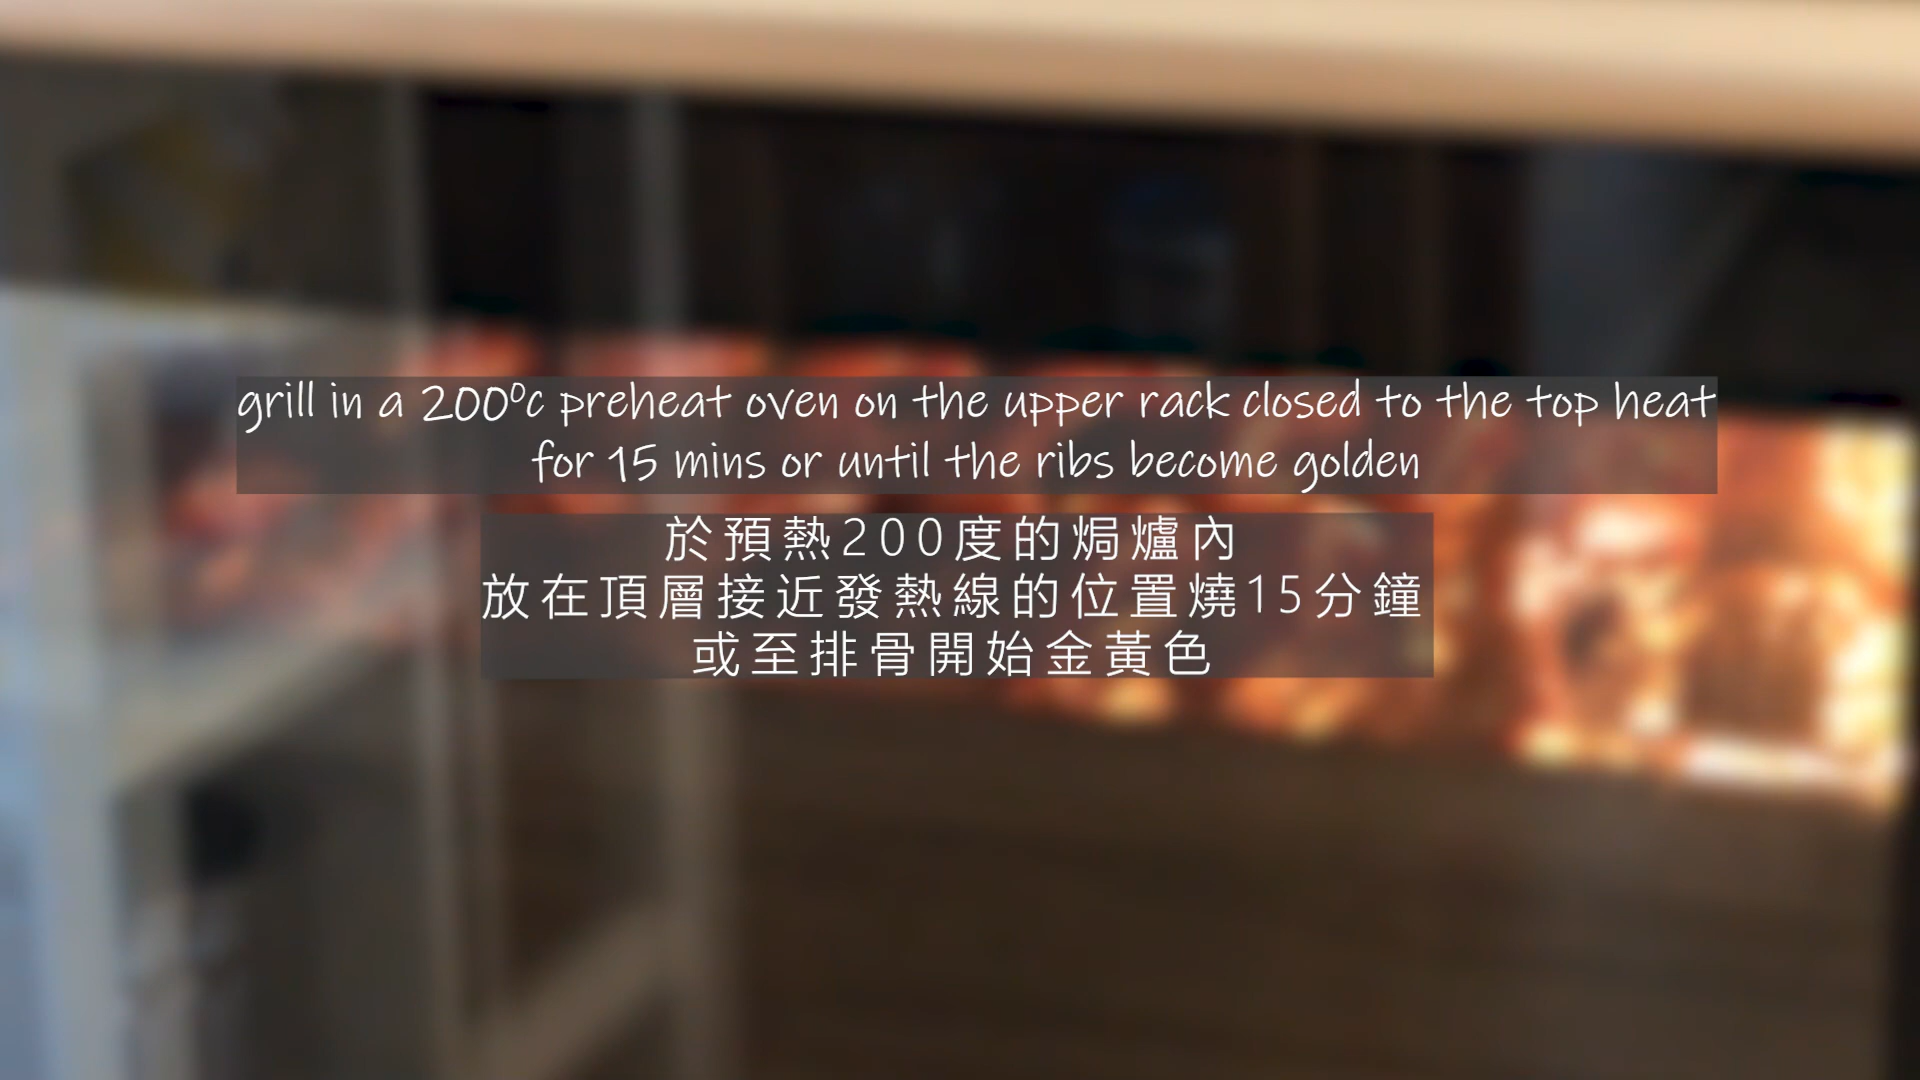 grill in a 200⁰c preheat oven on the upper rack closed to the top heat
for 15 mins or until the ribs become golden
於預熱200度的焗爐內
放在頂層接近發熱線的位置燒15分鐘
或至排骨開始金黃色